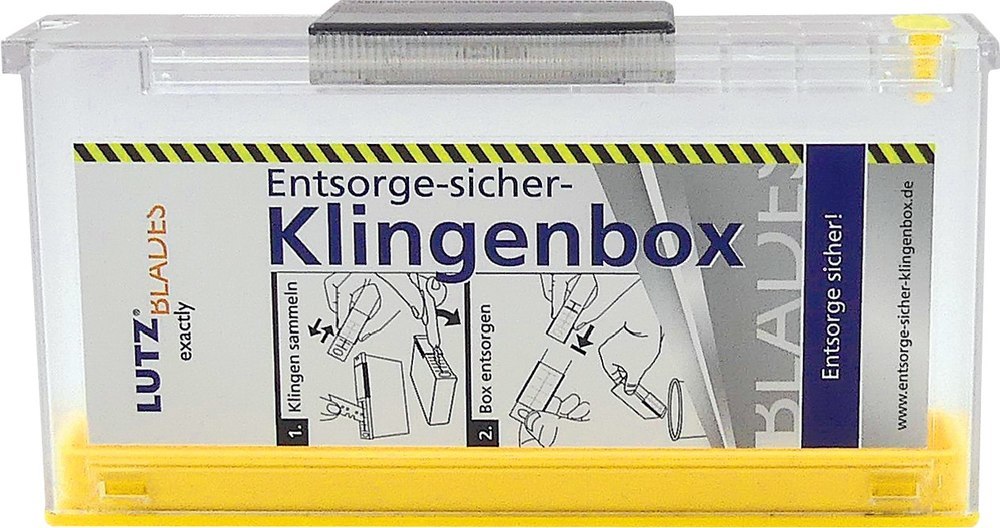 LUTZ®
BLADES
exactly
Entsorge-sicher-
Klingenbox
1. Klingen sammeln
2. Box entsorgen
BLADES
Entsorge sicher!
www.entsorge-sicher-klingenbox.de